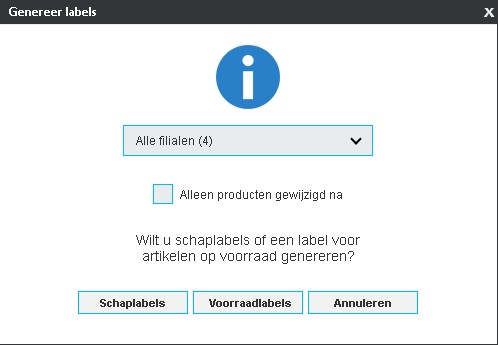 Genereer labels X
Alle filialen (4)
Alleen producten gewijzigd na
Wilt u schaplabels of een label voor
artikelen op voorraad genereren?
Schaplabels Voorraadlabels Annuleren